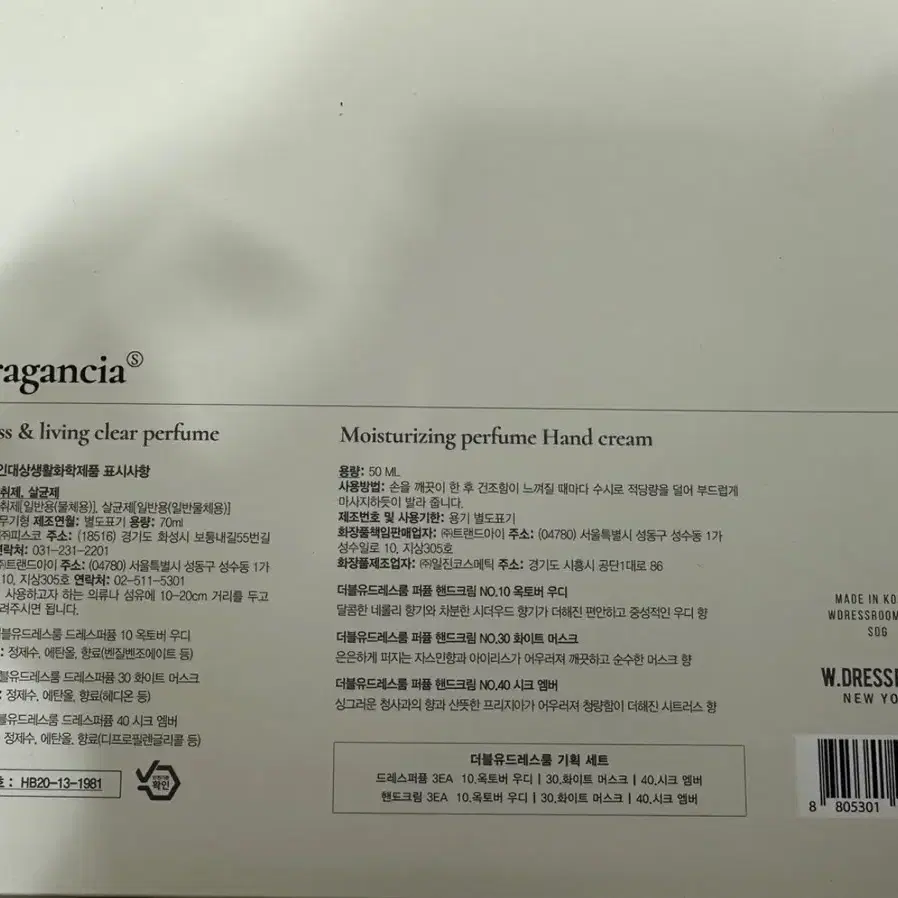 ragancia Ⓢ
ss & living clear perfume
인대상생활화학제품 표시사항
취제, 살균제
취제[일반용(물체용)], 살균제[일반용(일반물체용)]
무기형 제조연월: 별도표기 용량: 70ml
㈜피스코 주소: (18516) 경기도 화성시 보통내길55번길
연락처: 031-231-2201
㈜트랜드아이 주소: (04780) 서울특별시 성동구 성수동 1가
10, 지상305호 연락처: 02-511-5301
사용하고자 하는 의류나 섬유에 10-20cm 거리를 두고
려주시면 됩니다.
블유드레스룸 드레스퍼퓸 10 옥토버 우디
: 정제수, 에탄올, 향료(벤질벤조에이트 등)
블유드레스룸 드레스퍼퓸 30 화이트 머스크
: 정제수, 에탄올, 향료(헤디온 등)
블유드레스룸 드레스퍼퓸 40 시크 엠버
정제수, 에탄올, 향료(디프로필렌글리콜 등)
호 : HB20-13-1981
확인
Moisturizing perfume Hand cream
용량: 50 ML
사용방법: 손을 깨끗이 한 후 건조함이 느껴질 때마다 수시로 적당량을 덜어 부드럽게
마사지하듯이 발라 줍니다.
제조번호 및 사용기한: 용기 별도표기
화장품책임판매업자: ㈜트랜드아이 주소: (04780) 서울특별시 성동구 성수동 1가
성수일로 10, 지상305호
화장품제조업자: ㈜일진코스메틱 주소: 경기도 시흥시 공단1대로 86
더블유드레스룸 퍼퓸 핸드크림 NO.10 옥토버 우디
달콤한 네롤리 향기와 차분한 시더우드 향기가 더해진 편안하고 중성적인 우디 향
더블유드레스룸 퍼퓸 핸드크림 NO.30 화이트 머스크
은은하게 퍼지는 자스민향과 아이리스가 어우러져 깨끗하고 순수한 머스크 향
더블유드레스룸 퍼퓸 핸드크림 NO.40 시크 엠버
싱그러운 청사과의 향과 산뜻한 프리지아가 어우러져 청량함이 더해진 시트러스 향
더블유드레스룸 기획 세트
드레스퍼퓸 3EA 10.옥토버 우디 | 30.화이트 머스크 | 40.시크 엠버
핸드크림 3EA 10.옥토버 우디 | 30.화이트 머스크 | 40.시크 엠버
MADE IN KO
WDRESSROOM
SDG
W.DRESSR
NEW YO
8 805301